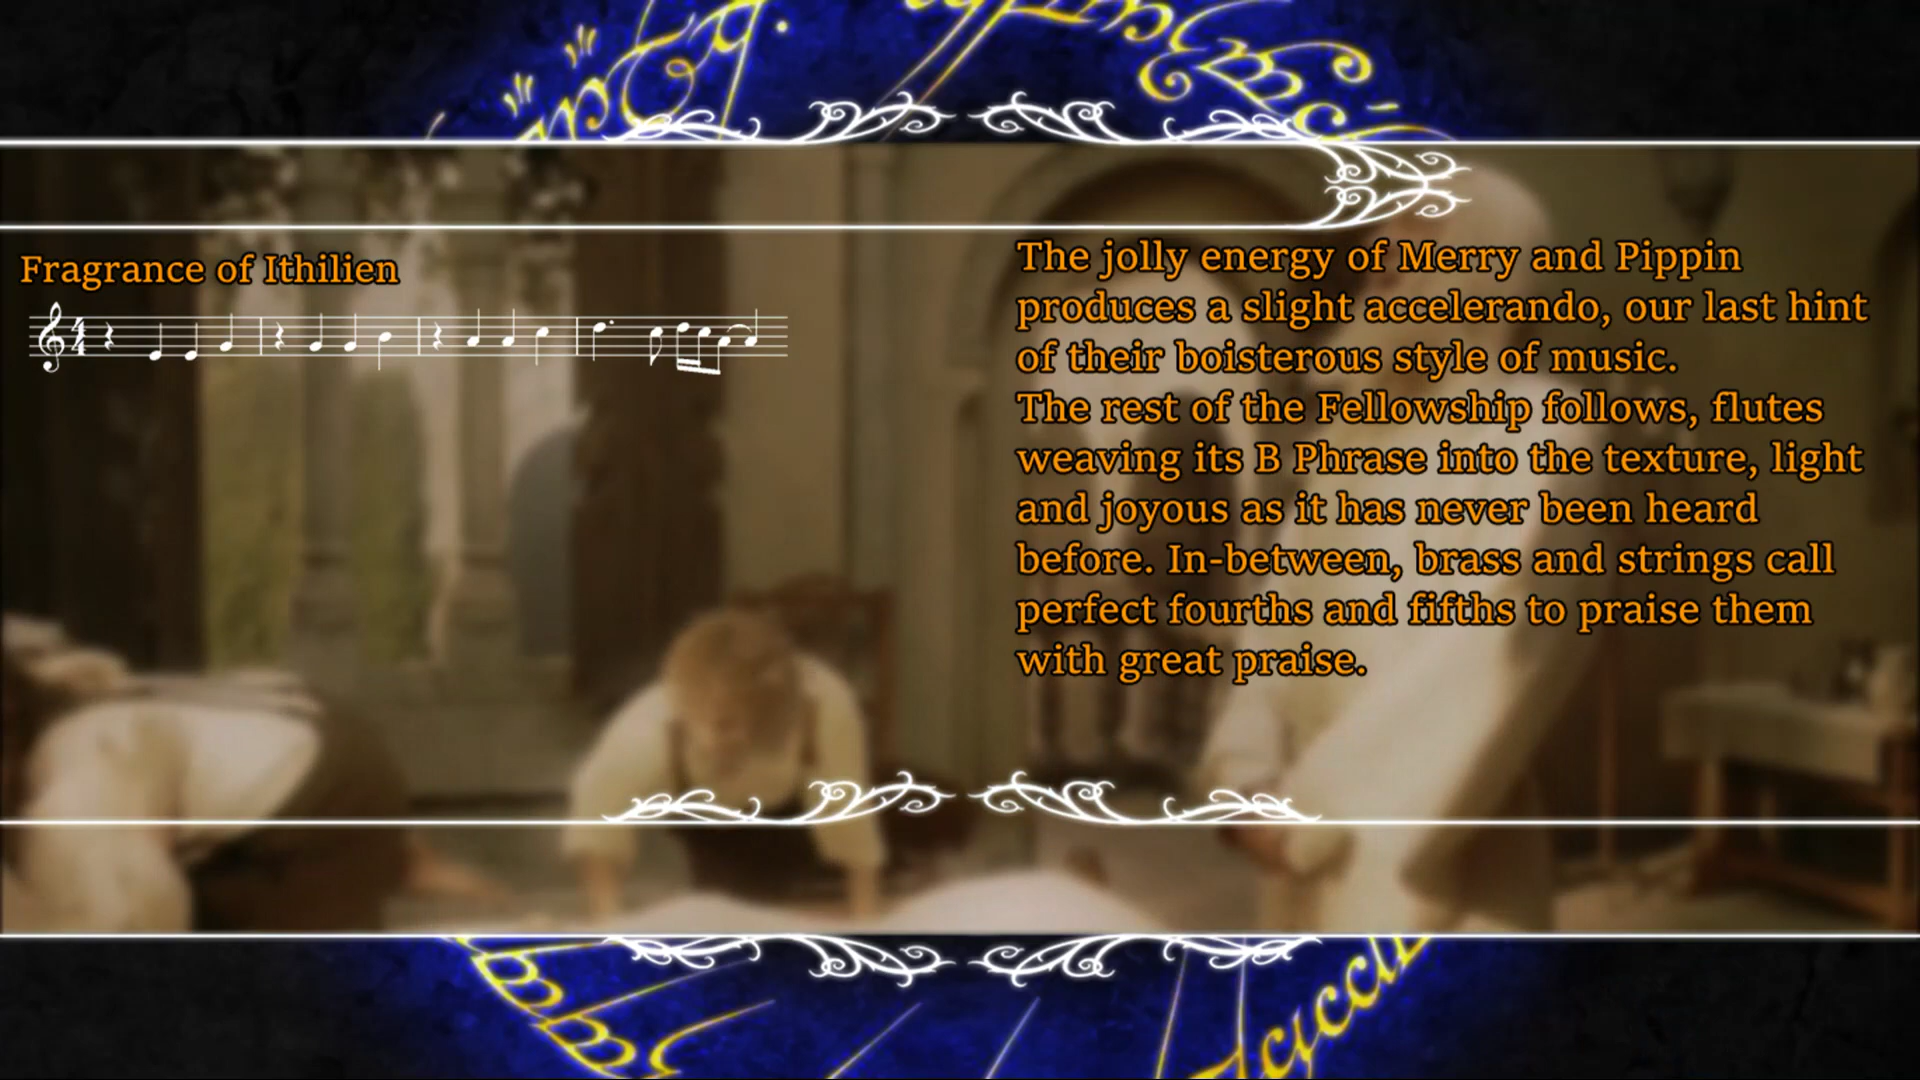 Fragrance of Ithilien
The jolly energy of Merry and Pippin
produces a slight accelerando, our last hint
of their boisterous style of music.
The rest of the Fellowship follows, flutes
weaving its B Phrase into the texture, light
and joyous as it has never been heard
before. In-between, brass and strings call
perfect fourths and fifths to praise them
with great praise.